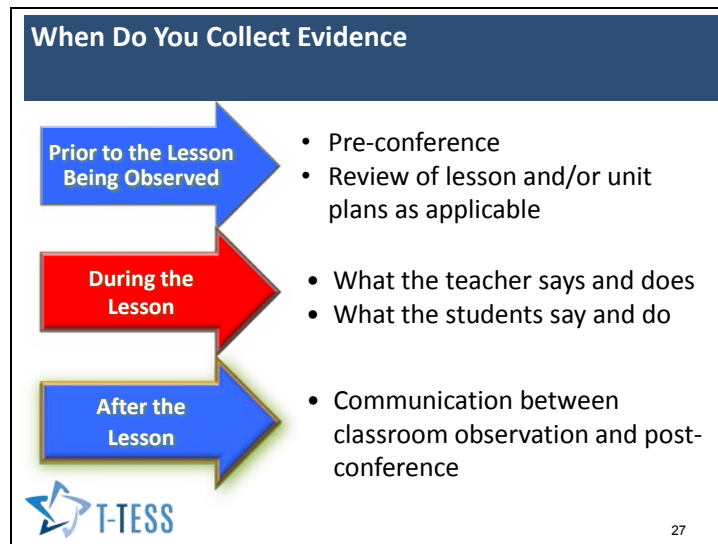 When Do You Collect Evidence
Prior to the Lesson
Being Observed
• Pre-conference
• Review of lesson and/or unit
plans as applicable
During the
Lesson
• What the teacher says and does
• What the students say and do
After the
Lesson
• Communication between
classroom observation and post-
conference
T-TESS
27